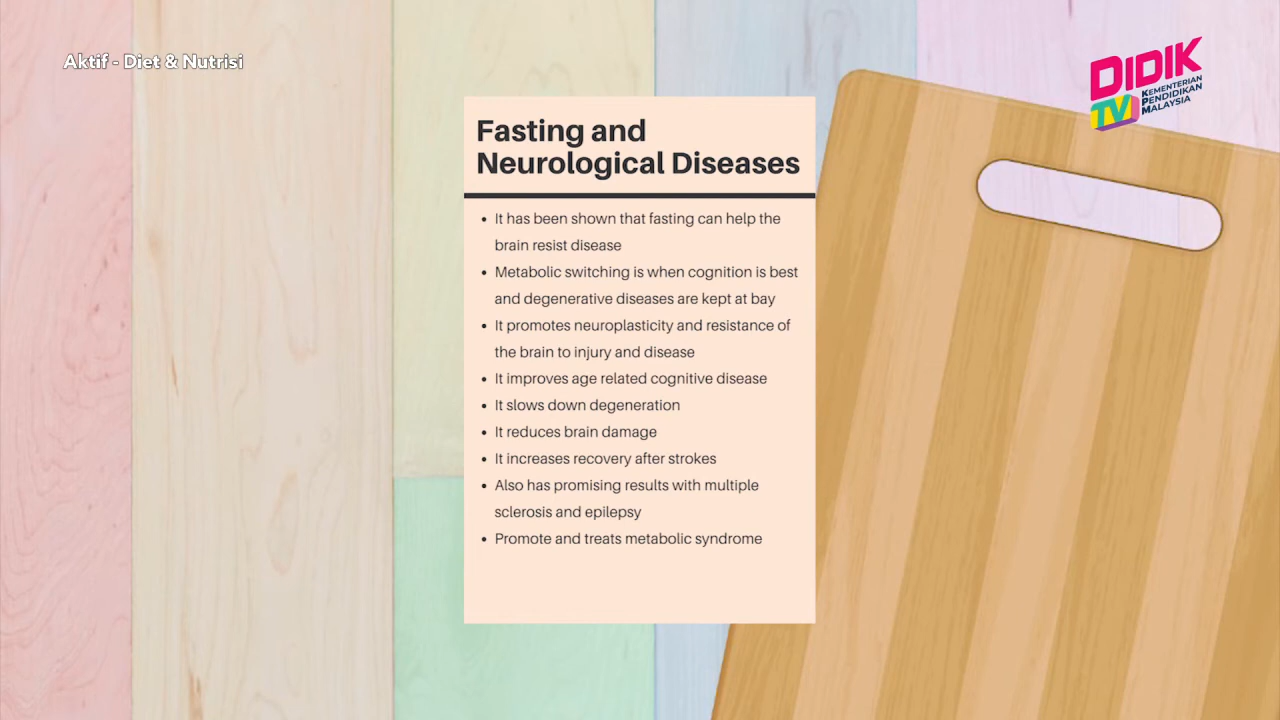 Aktif - Diet & Nutrisi
DIDIK
TV
KEMENTERIAN
PENDIDIKAN
MALAYSIA
Fasting and
Neurological Diseases
• It has been shown that fasting can help the
brain resist disease
• Metabolic switching is when cognition is best
and degenerative diseases are kept at bay
• It promotes neuroplasticity and resistance of
the brain to injury and disease
• It improves age related cognitive disease
• It slows down degeneration
• It reduces brain damage
• It increases recovery after strokes
• Also has promising results with multiple
sclerosis and epilepsy
• Promote and treats metabolic syndrome